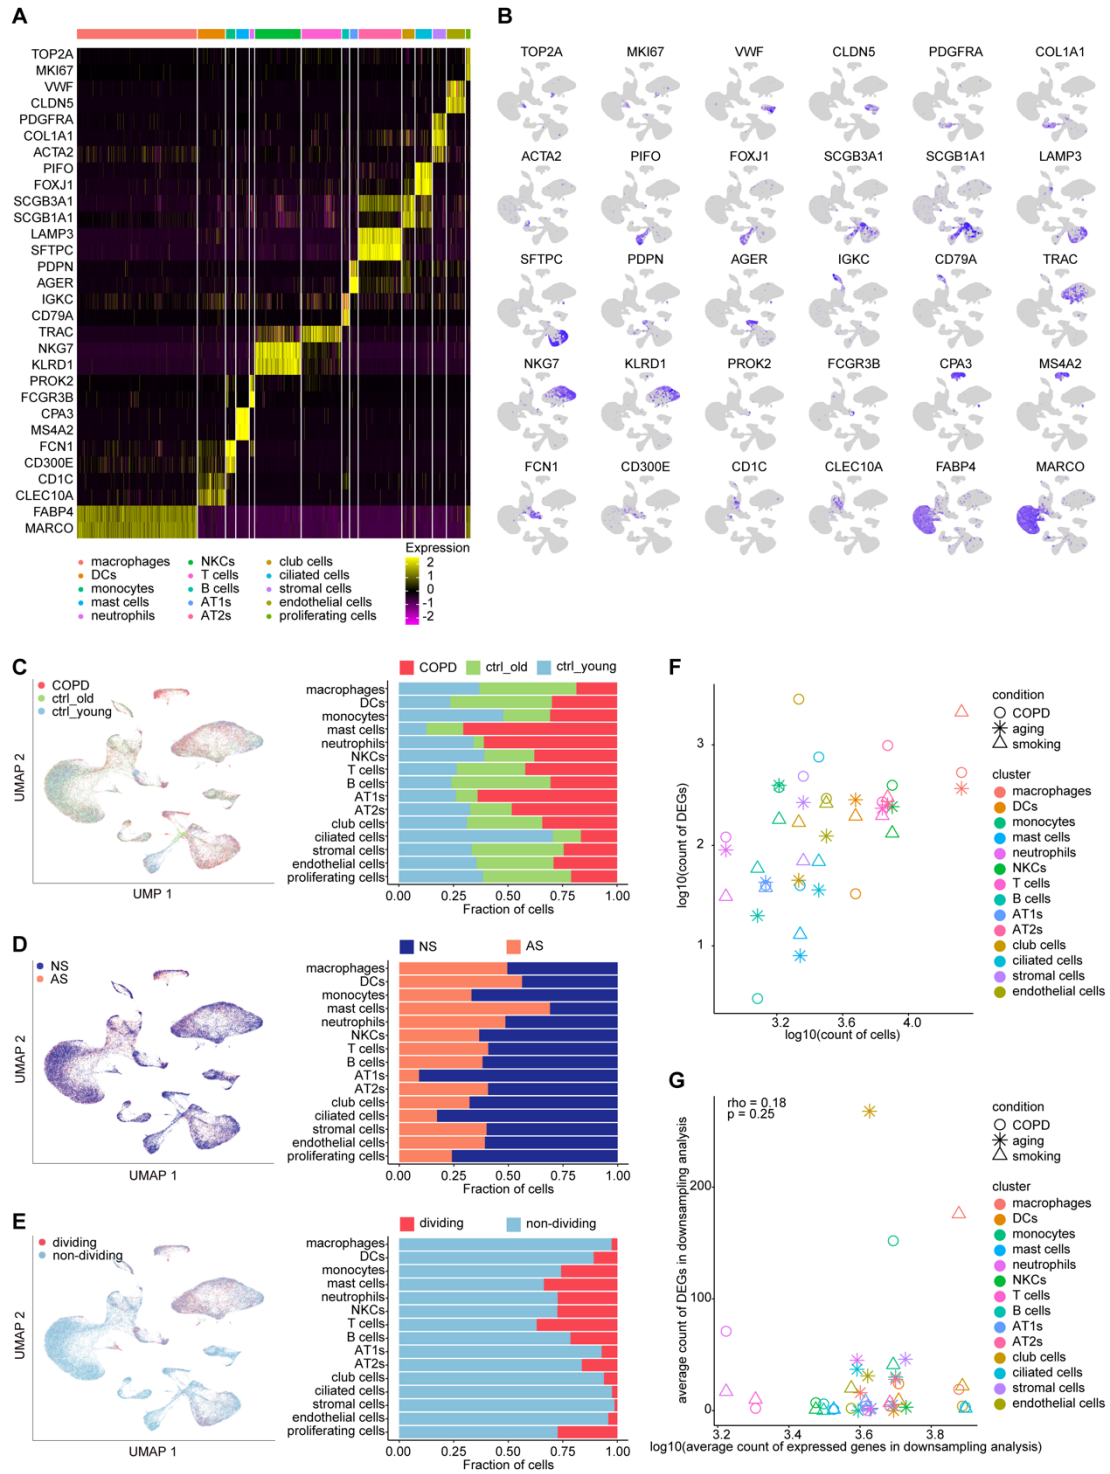 A
TOP2A
MKI67
VWF
CLDN5
PDGFRA
COL1A1
ACTA2
PIFO
FOXJ1
SCGB3A1
SCGB1A1
LAMP3
SFTPC
PDPN
AGER
IGKC
CD79A
TRAC
NKG7
KLRD1
PROK2
FCGR3B
CPA3
MS4A2
FCN1
CD300E
CD1C
CLEC10A
FABP4
MARCO
macrophages NKCs club cells
DCs T cells ciliated cells
monocytes B cells stromal cells
mast cells AT1s endothelial cells
neutrophils AT2s proliferating cells
Expression
2
1
0
-1
-2
B
TOP2A MKI67 VWF CLDN5 PDGFRA COL1A1
ACTA2 PIFO FOXJ1 SCGB3A1 SCGB1A1 LAMP3
SFTPC PDPN AGER IGKC CD79A TRAC
NKG7 KLRD1 PROK2 FCGR3B CPA3 MS4A2
FCN1 CD300E CD1C CLEC10A FABP4 MARCO
C
COPD
ctrl_old
ctrl_young
UMAP 2
UMP 1
COPD ctrl_old ctrl_young
macrophages
DCs
monocytes
mast cells
neutrophils
NKCs
T cells
B cells
AT1s
AT2s
club cells
ciliated cells
stromal cells
endothelial cells
proliferating cells
0.00 0.25 0.50 0.75 1.00
Fraction of cells
D
NS
AS
UMAP 2
UMAP 1
NS AS
macrophages
DCs
monocytes
mast cells
neutrophils
NKCs
T cells
B cells
AT1s
AT2s
club cells
ciliated cells
stromal cells
endothelial cells
proliferating cells
0.00 0.25 0.50 0.75 1.00
Fraction of cells
E
dividing
non-dividing
UMAP 2
UMAP 1
dividing non-dividing
macrophages
DCs
monocytes
mast cells
neutrophils
NKCs
T cells
B cells
AT1s
AT2s
club cells
ciliated cells
stromal cells
endothelial cells
proliferating cells
0.00 0.25 0.50 0.75 1.00
Fraction of cells
F
log10(count of DEGs)
3
2
1
3.2 3.6 4.0
log10(count of cells)
condition
COPD
aging
smoking
cluster
macrophages
DCs
monocytes
mast cells
neutrophils
NKCs
T cells
B cells
AT1s
AT2s
club cells
ciliated cells
stromal cells
endothelial cells
G
rho = 0.18
p = 0.25
average count of DEGs in downsampling analysis
200
100
0
3.2 3.4 3.6 3.8
log10(average count of expressed genes in downsampling analysis)
condition
COPD
aging
smoking
cluster
macrophages
DCs
monocytes
mast cells
neutrophils
NKCs
T cells
B cells
AT1s
AT2s
club cells
ciliated cells
stromal cells
endothelial cells